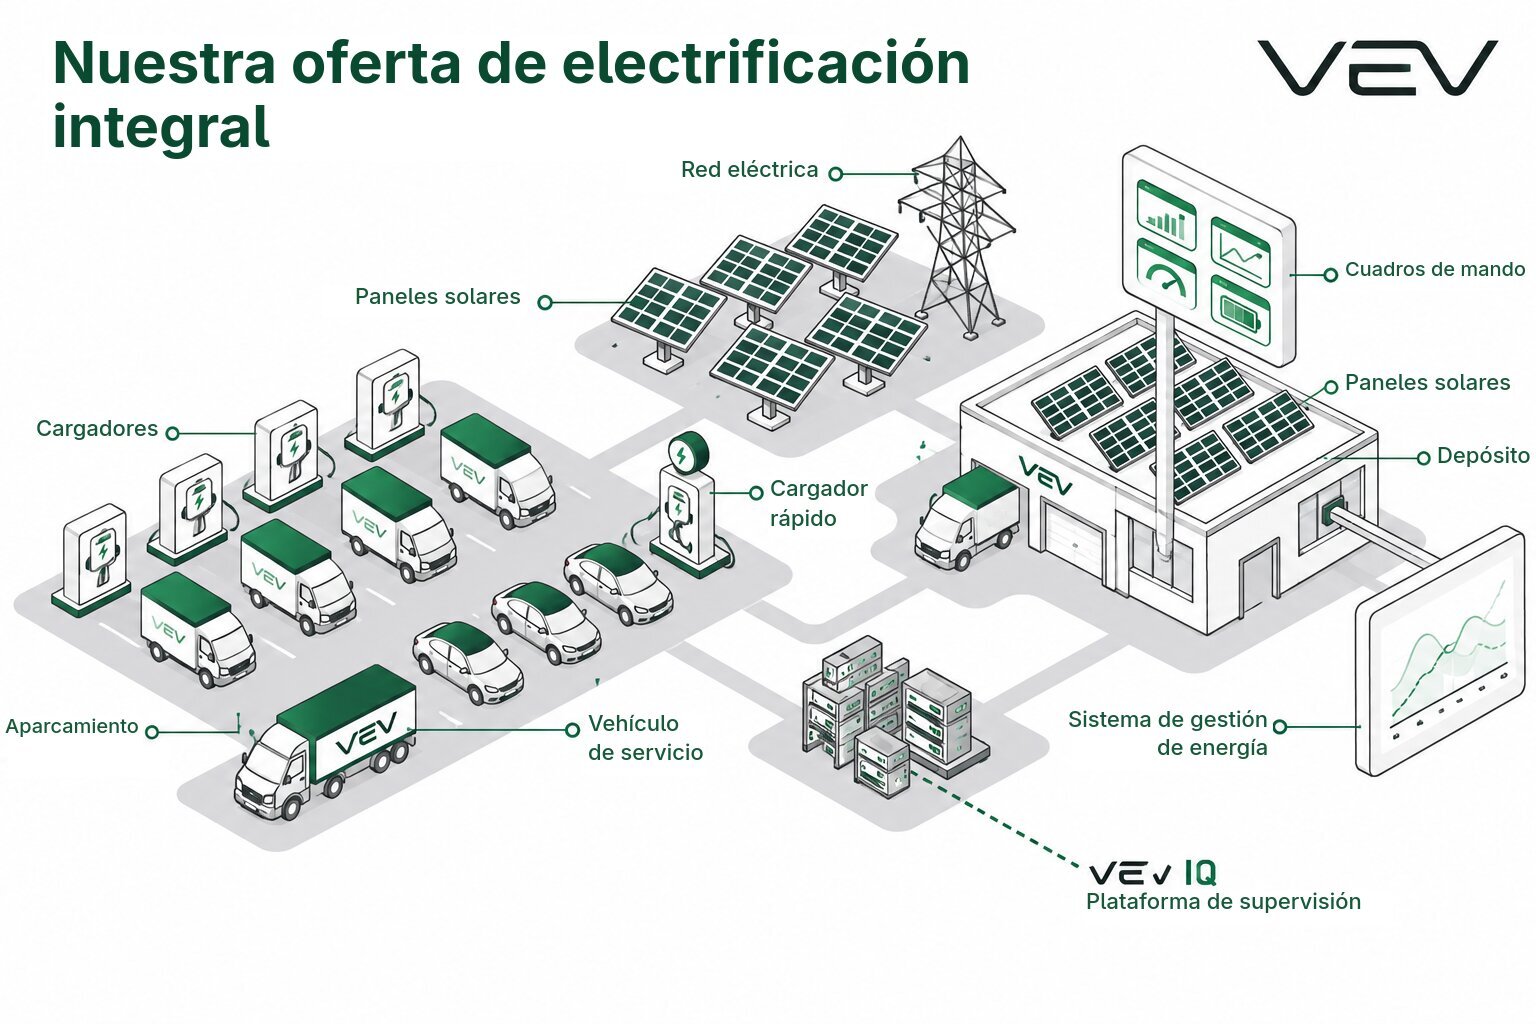 Nuestra oferta de electrificación
integral
VEV
Red eléctrica
Cuadros de mando
Paneles solares
Paneles solares
Cargadores
Depósito
VEV
Cargador
rápido
VEV
VEV
VEV
VEV
Aparcamiento
VEV
Vehículo
de servicio
Sistema de gestión
de energía
VEV IQ
Plataforma de supervisión